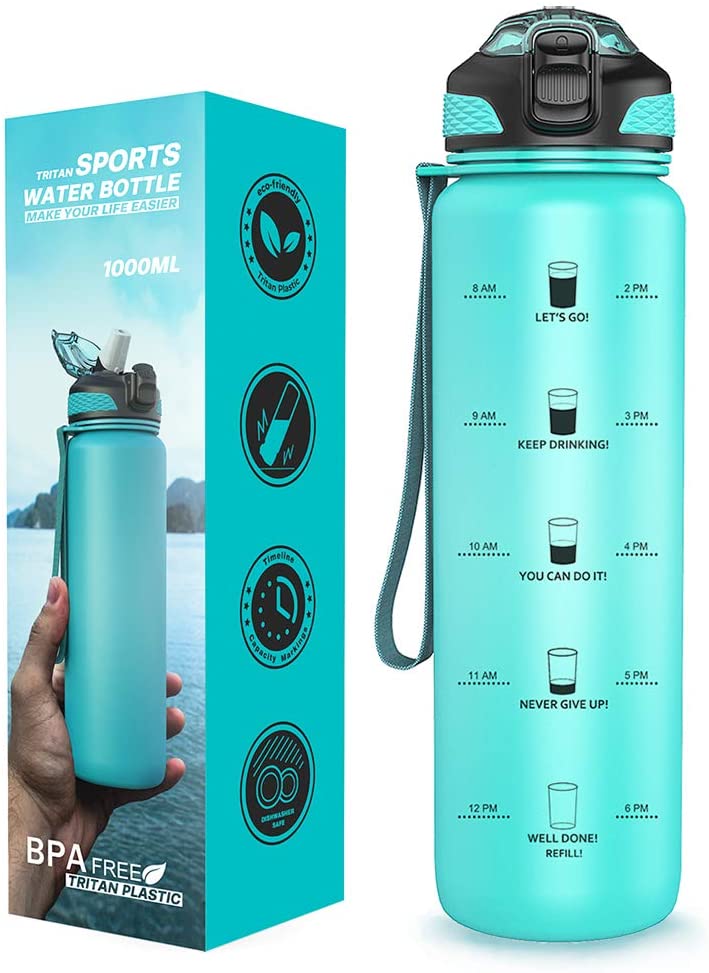 TRITAN SPORTS
WATER BOTTLE
MAKE YOUR LIFE EASIER
1000ML
BPA FREE
TRITAN PLASTIC
eco-friendly
Tritan Plastic
Timeline
Capacity Markings
DISHWASHER
SAFE
8 AM 2 PM
LET'S GO!
9 AM 3 PM
KEEP DRINKING!
10 AM 4 PM
YOU CAN DO IT!
11 AM 5 PM
NEVER GIVE UP!
12 PM 6 PM
WELL DONE!
REFILL!